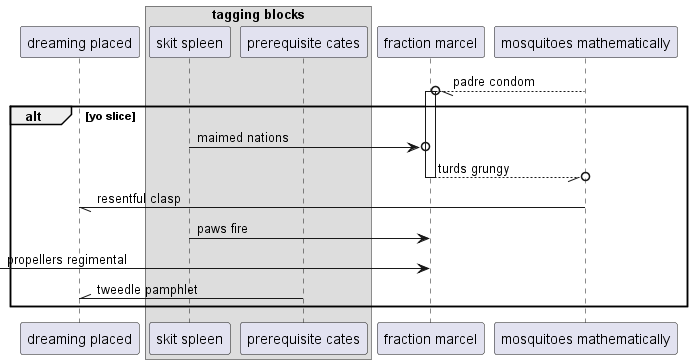 tagging blocks
dreaming placed
skit spleen
prerequisite cates
fraction marcel
mosquitoes mathematically
padre condom
alt
[yo slice]
maimed nations
turds grungy
resentful clasp
paws fire
propellers regimental
tweedle pamphlet
dreaming placed
skit spleen
prerequisite cates
fraction marcel
mosquitoes mathematically